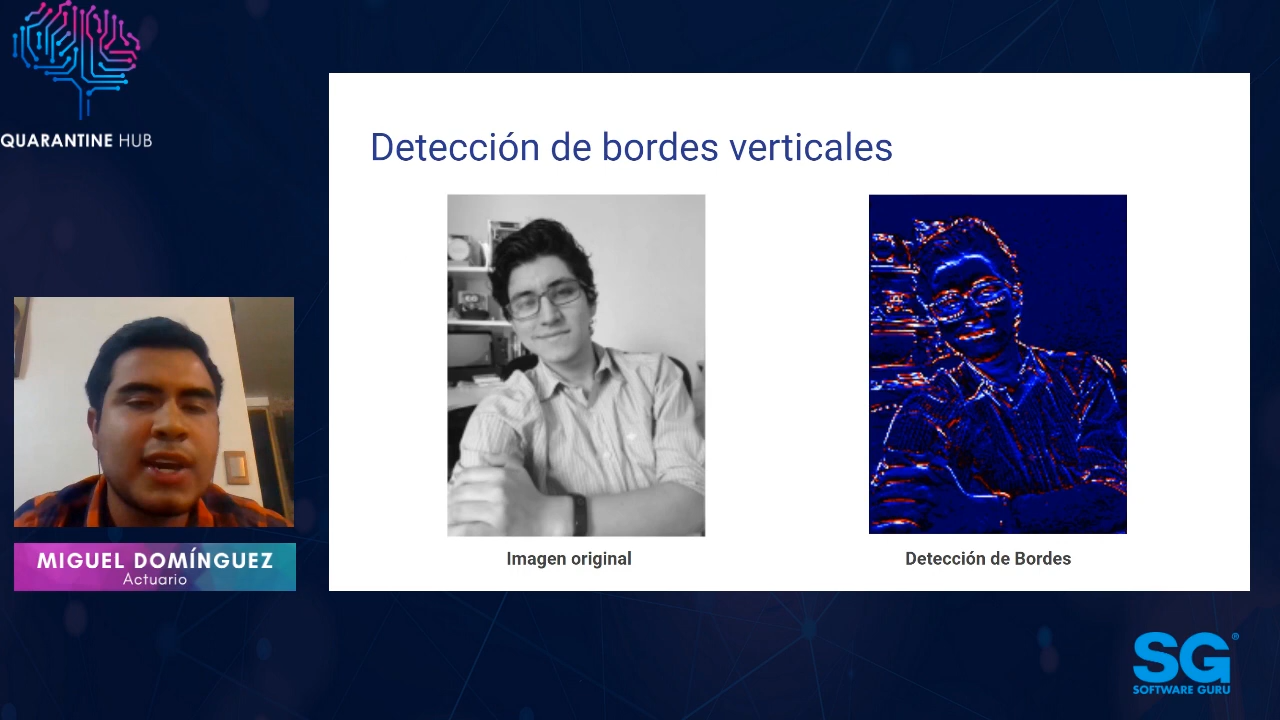 QUARANTINE HUB
Detección de bordes verticales
Imagen original
Detección de Bordes
MIGUEL DOMÍNGUEZ
Actuario
SG®
SOFTWARE GURU